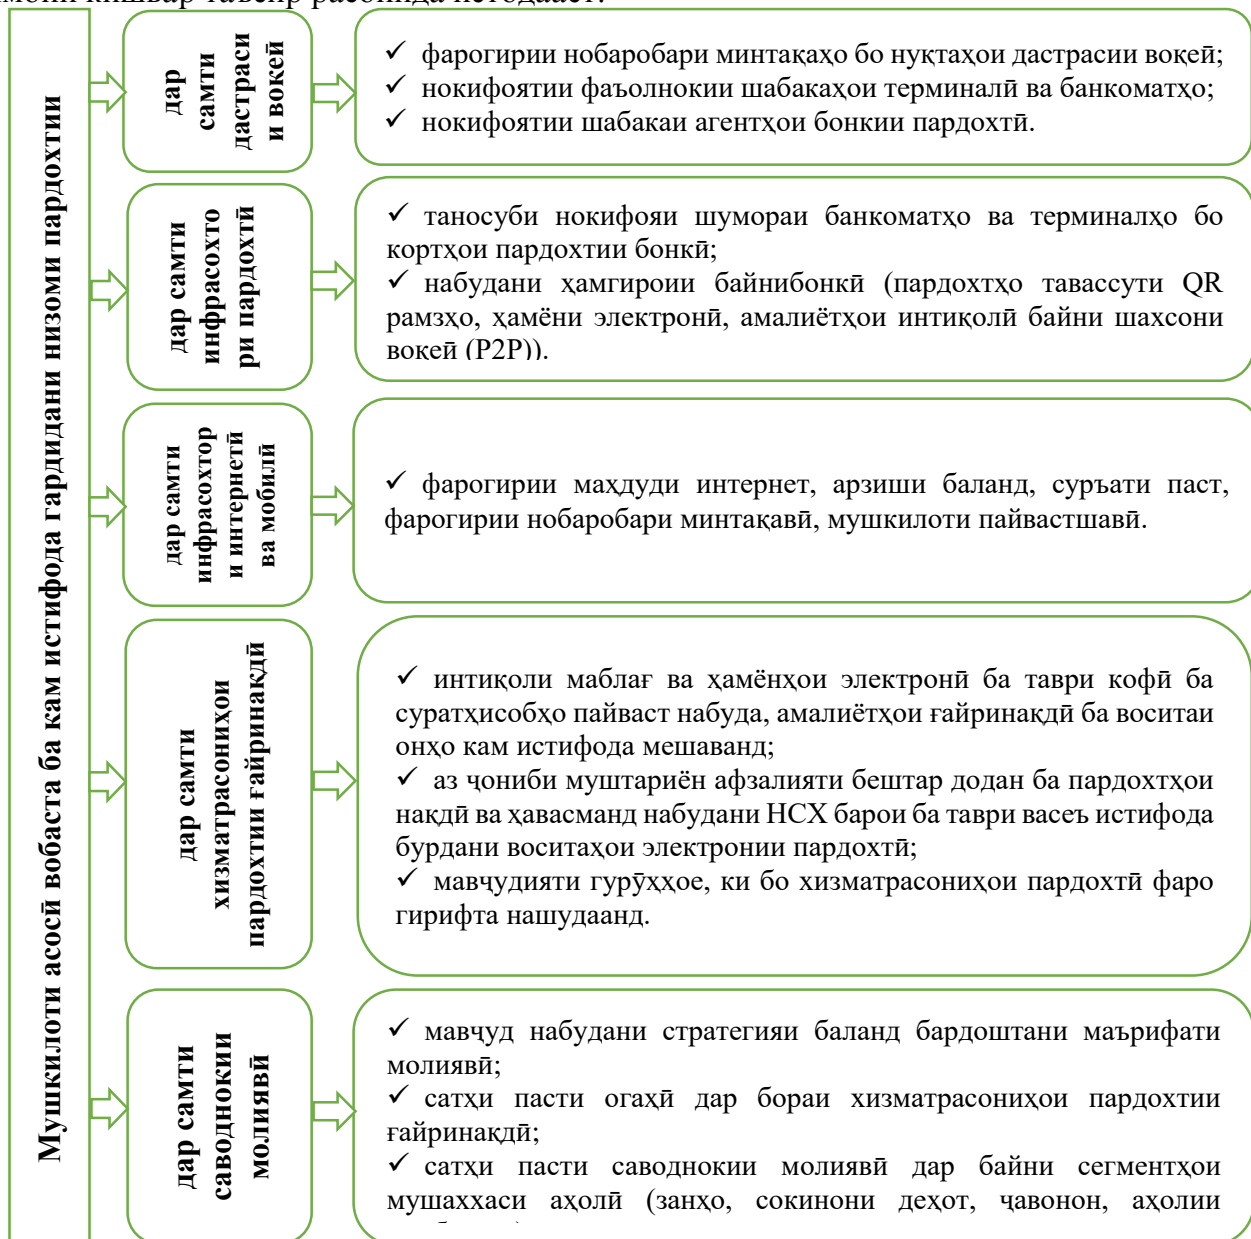 кишвар таъсир расонида истодааст.
Мушкилоти асосӣ вобаста ба кам истифода гардидани низоми пардохтии
дар
самти
дастраси
и воқеӣ
✓ фарогирии нобаробари минтақаҳо бо нуқтаҳои дастрасии воқеӣ;
✓ нокифоятии фаъолнокии шабакаҳои терминалӣ ва банкоматҳо;
✓ нокифоятии шабакаи агентҳои бонкии пардохтӣ.
дар самти
инфрасохто
ри пардохтӣ
✓ таносуби нокифояи шумораи банкоматҳо ва терминалҳо бо
кортҳои пардохтии бонкӣ;
✓ набудани ҳамгироии байнибонкӣ (пардохтҳо тавассути QR
рамзҳо, ҳамёни электронӣ, амалиётҳои интиқолӣ байни шахсони
воқеӣ (P2P)).
дар самти
инфрасохтор
и интернетӣ
ва мобилӣ
✓ фарогирии маҳдуди интернет, арзиши баланд, суръати паст,
фарогирии нобаробари минтақавӣ, мушкилоти пайвастшавӣ.
дар самти
хизматрасониҳои
пардохтии ғайринақдӣ
✓ интиқоли маблағ ва ҳамёнҳои электронӣ ба таври кофӣ ба
суратҳисобҳо пайваст набуда, амалиётҳои ғайринақдӣ ба воситаи
онҳо кам истифода мешаванд;
✓ аз ҷониби муштариён афзалияти бештар додан ба пардохтҳои
нақдӣ ва ҳавасманд набудани НСХ барои ба таври васеъ истифода
бурдани воситаҳои электронии пардохтӣ;
✓ мавҷудияти гурӯҳҳое, ки бо хизматрасониҳои пардохтӣ фаро
гирифта нашудаанд.
дар самти
саводнокии
молиявӣ
✓ мавҷуд набудани стратегияи баланд бардоштани маърифати
молиявӣ;
✓ сатҳи пасти огаҳӣ дар бораи хизматрасониҳои пардохтии
ғайринақдӣ;
✓ сатҳи пасти саводнокии молиявӣ дар байни сегментҳои
мушаххаси аҳолӣ (занҳо, сокинони деҳот, ҷавонон, аҳолии